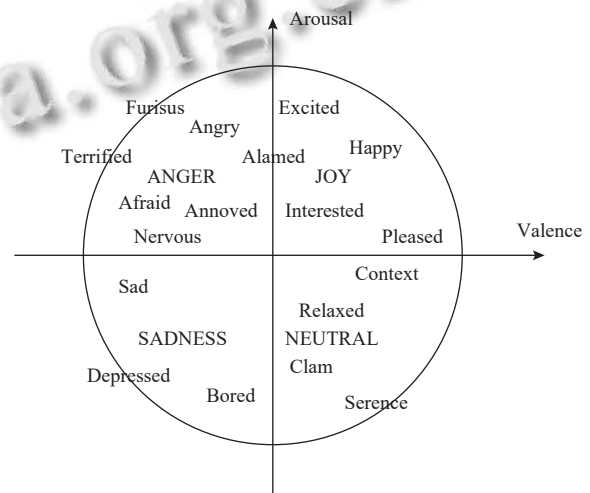 Arousal
a.org.c
Furisus
Excited
Angry
Terrified
Alamed
Happy
ANGER
JOY
Afraid
Annoved
Interested
Nervous
Pleased
Valence
Context
Sad
Relaxed
SADNESS
NEUTRAL
Clam
Depressed
Bored
Serence